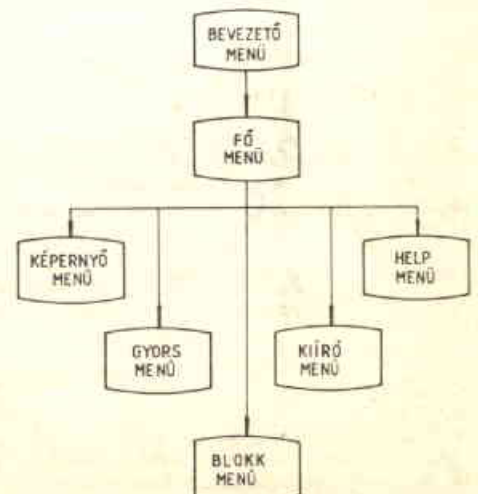 BEVEZETŐ
MENÜ
FŐ
MENÜ
KÉPERNYŐ
MENÜ
HELP
MENÜ
GYORS
MENÜ
KIÍRÓ
MENÜ
BLOKK
MENÜ